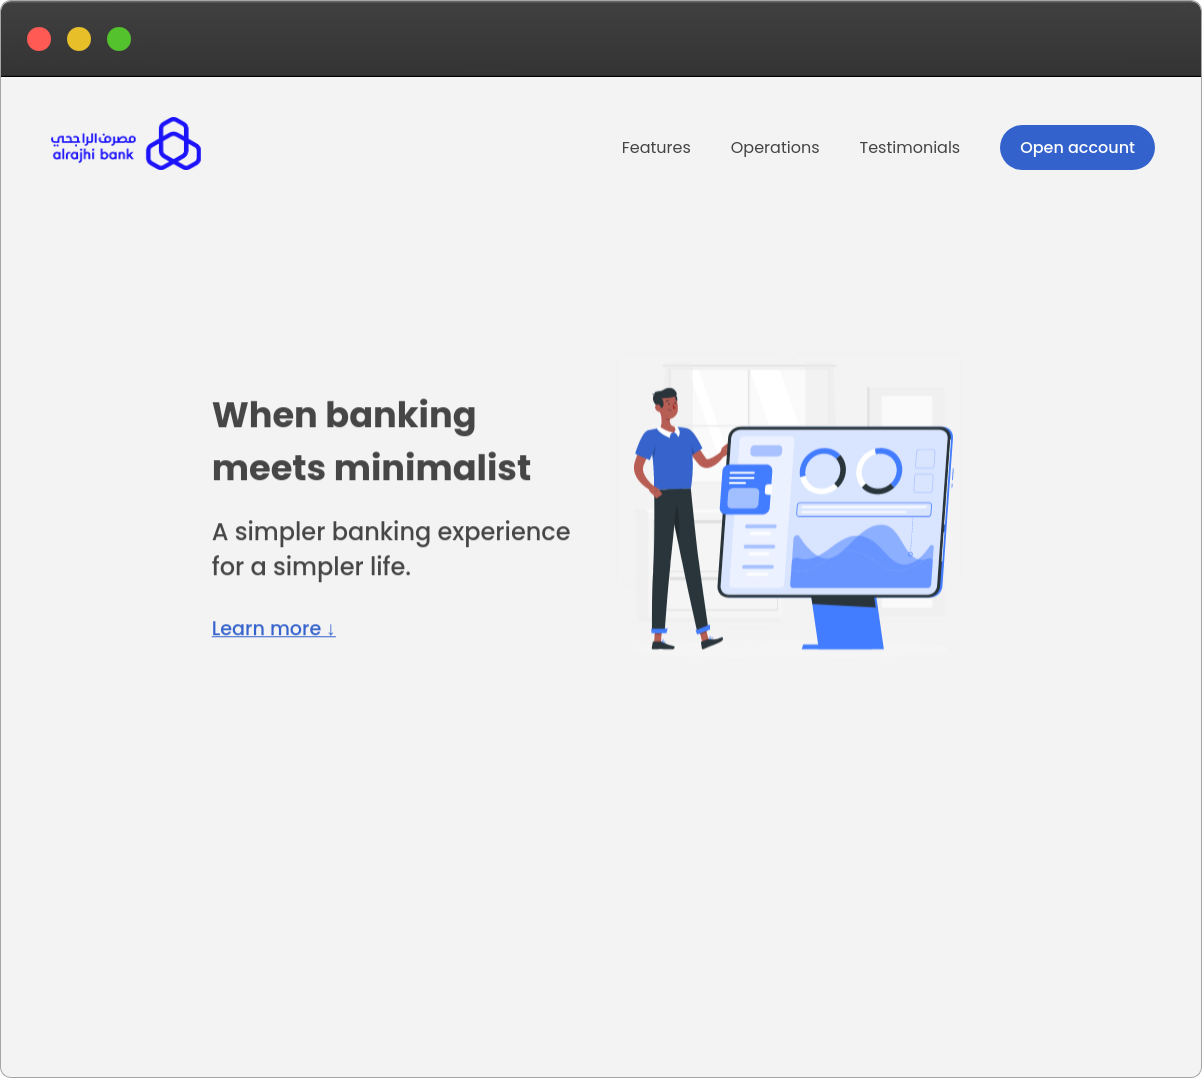 مصرف الراجحي
alrajhi bank
Features
Operations
Testimonials
Open account
When banking
meets minimalist
A simpler banking experience
for a simpler life.
Learn more ↓